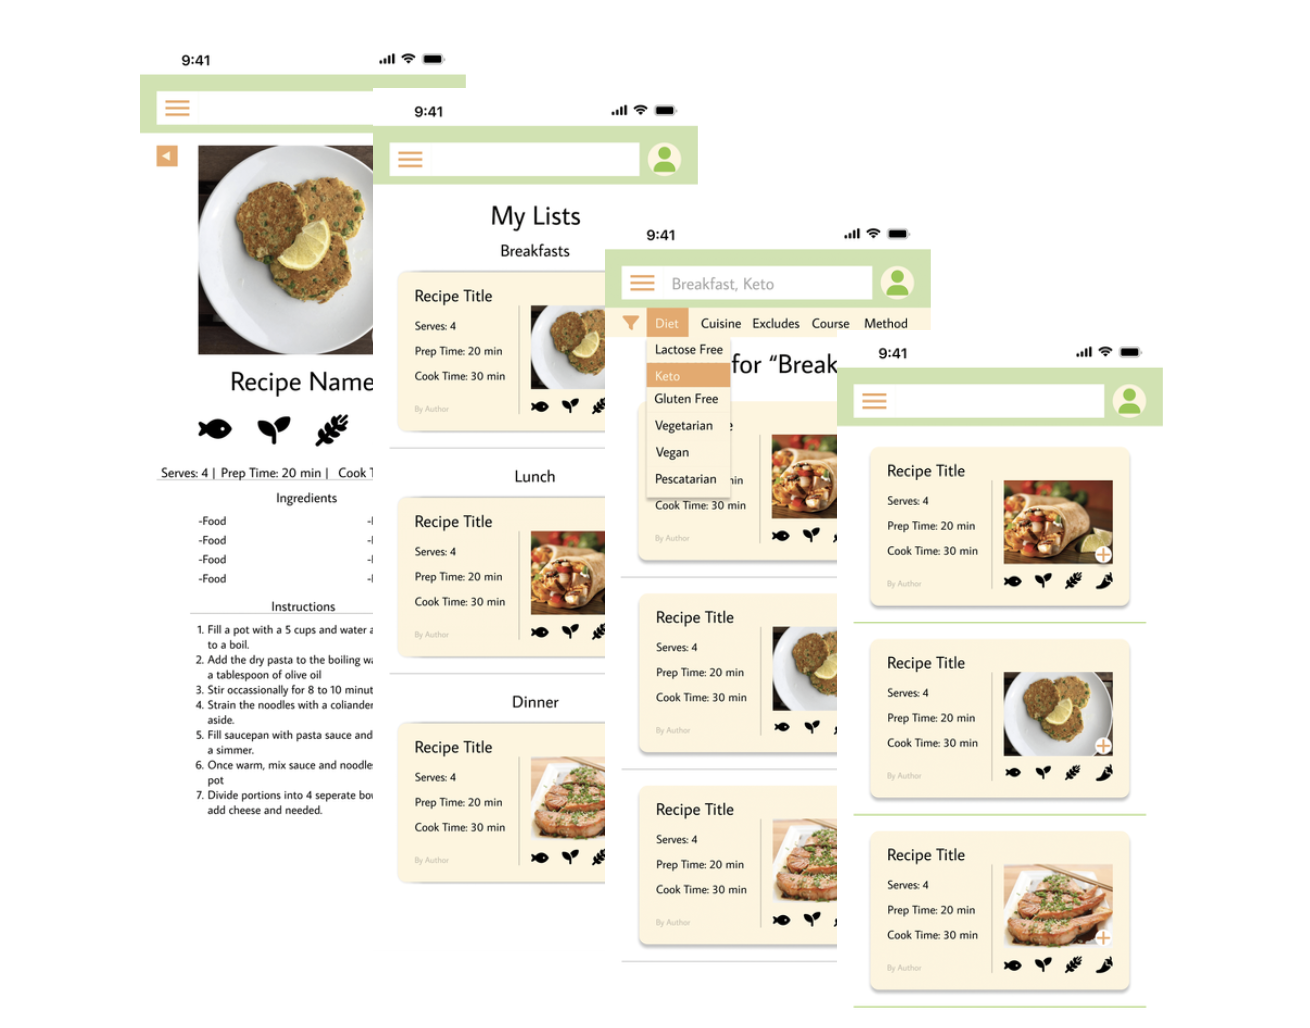 9:41
Recipe Name
Serves: 4 | Prep Time: 20 min | Cook T
Ingredients
-Food
-Food
-Food
-Food
Instructions
1. Fill a pot with a 5 cups and water a
to a boil.
2. Add the dry pasta to the boiling wa
a tablespoon of olive oil
3. Stir occassionally for 8 to 10 minut
4. Strain the noodles with a coliander
aside.
5. Fill saucepan with pasta sauce and
a simmer.
6. Once warm, mix sauce and noodle
pot
7. Divide portions into 4 seperate bo
add cheese and needed.
9:41
My Lists
Breakfasts
Recipe Title
Serves: 4
Prep Time: 20 min
Cook Time: 30 min
By Author
Lunch
Recipe Title
Serves: 4
Prep Time: 20 min
Cook Time: 30 min
By Author
Dinner
Recipe Title
Serves: 4
Prep Time: 20 min
Cook Time: 30 min
By Author
9:41
Breakfast, Keto
Diet Cuisine Excludes Course Method
Lactose Free
Keto
Gluten Free
Vegetarian
Vegan
Pescatarian
for “Break
e
in
Cook Time: 30 min
By Author
Recipe Title
Serves: 4
Prep Time: 20 min
Cook Time: 30 min
By Author
Recipe Title
Serves: 4
Prep Time: 20 min
Cook Time: 30 min
By Author
9:41
Recipe Title
Serves: 4
Prep Time: 20 min
Cook Time: 30 min
By Author
Recipe Title
Serves: 4
Prep Time: 20 min
Cook Time: 30 min
By Author
Recipe Title
Serves: 4
Prep Time: 20 min
Cook Time: 30 min
By Author